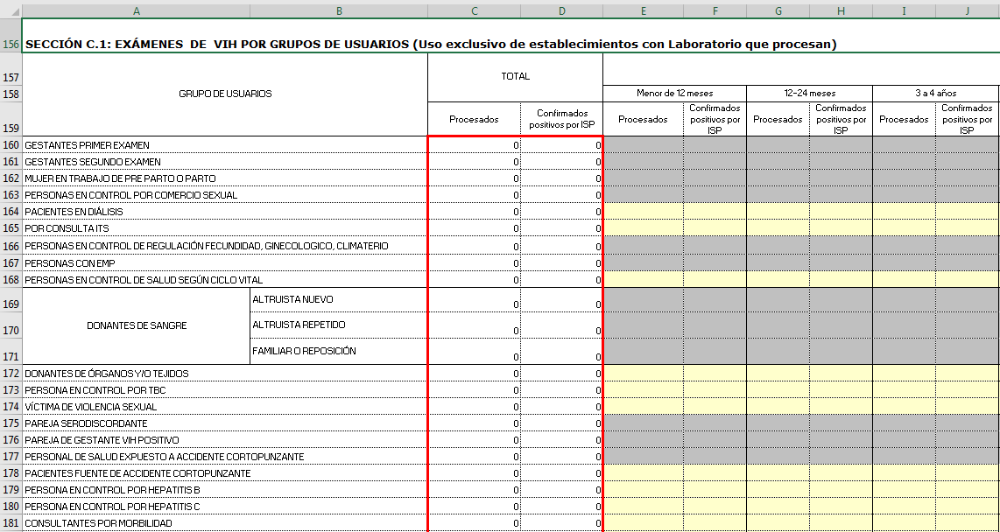 A B C D E F G H I J
156 SECCIÓN C.1: EXÁMENES DE VIH POR GRUPOS DE USUARIOS (Uso exclusivo de establecimientos con Laboratorio que procesan)
157 TOTAL
158 GRUPO DE USUARIOS Menor de 12 meses 12-24 meses 3 a 4 años
159 Procesados Confirmados positivos por ISP Procesados Confirmados positivos por ISP Procesados Confirmados positivos por ISP Procesados Confirmados positivos por ISP
160 GESTANTES PRIMER EXAMEN 0 0
161 GESTANTES SEGUNDO EXAMEN 0 0
162 MUJER EN TRABAJO DE PRE PARTO O PARTO 0 0
163 PERSONAS EN CONTROL POR COMERCIO SEXUAL 0 0
164 PACIENTES EN DIÁLISIS 0 0
165 POR CONSULTA ITS 0 0
166 PERSONAS EN CONTROL DE REGULACIÓN FECUNDIDAD, GINECOLOGICO, CLIMATERIO 0 0
167 PERSONAS CON EMP 0 0
168 PERSONAS EN CONTROL DE SALUD SEGÚN CICLO VITAL 0 0
169 ALTRUISTA NUEVO 0 0
170 DONANTES DE SANGRE ALTRUISTA REPETIDO 0 0
171 FAMILIAR O REPOSICIÓN 0 0
172 DONANTES DE ÓRGANOS Y/O TEJIDOS 0 0
173 PERSONA EN CONTROL POR TBC 0 0
174 VÍCTIMA DE VIOLENCIA SEXUAL 0 0
175 PAREJA SERODISCORDANTE 0 0
176 PAREJA DE GESTANTE VIH POSITIVO 0 0
177 PERSONAL DE SALUD EXPUESTO A ACCIDENTE CORTOPUNZANTE 0 0
178 PACIENTES FUENTE DE ACCIDENTE CORTOPUNZANTE 0 0
179 PERSONA EN CONTROL POR HEPATITIS B 0 0
180 PERSONA EN CONTROL POR HEPATITIS C 0 0
181 CONSULTANTES POR MORBILIDAD 0 0